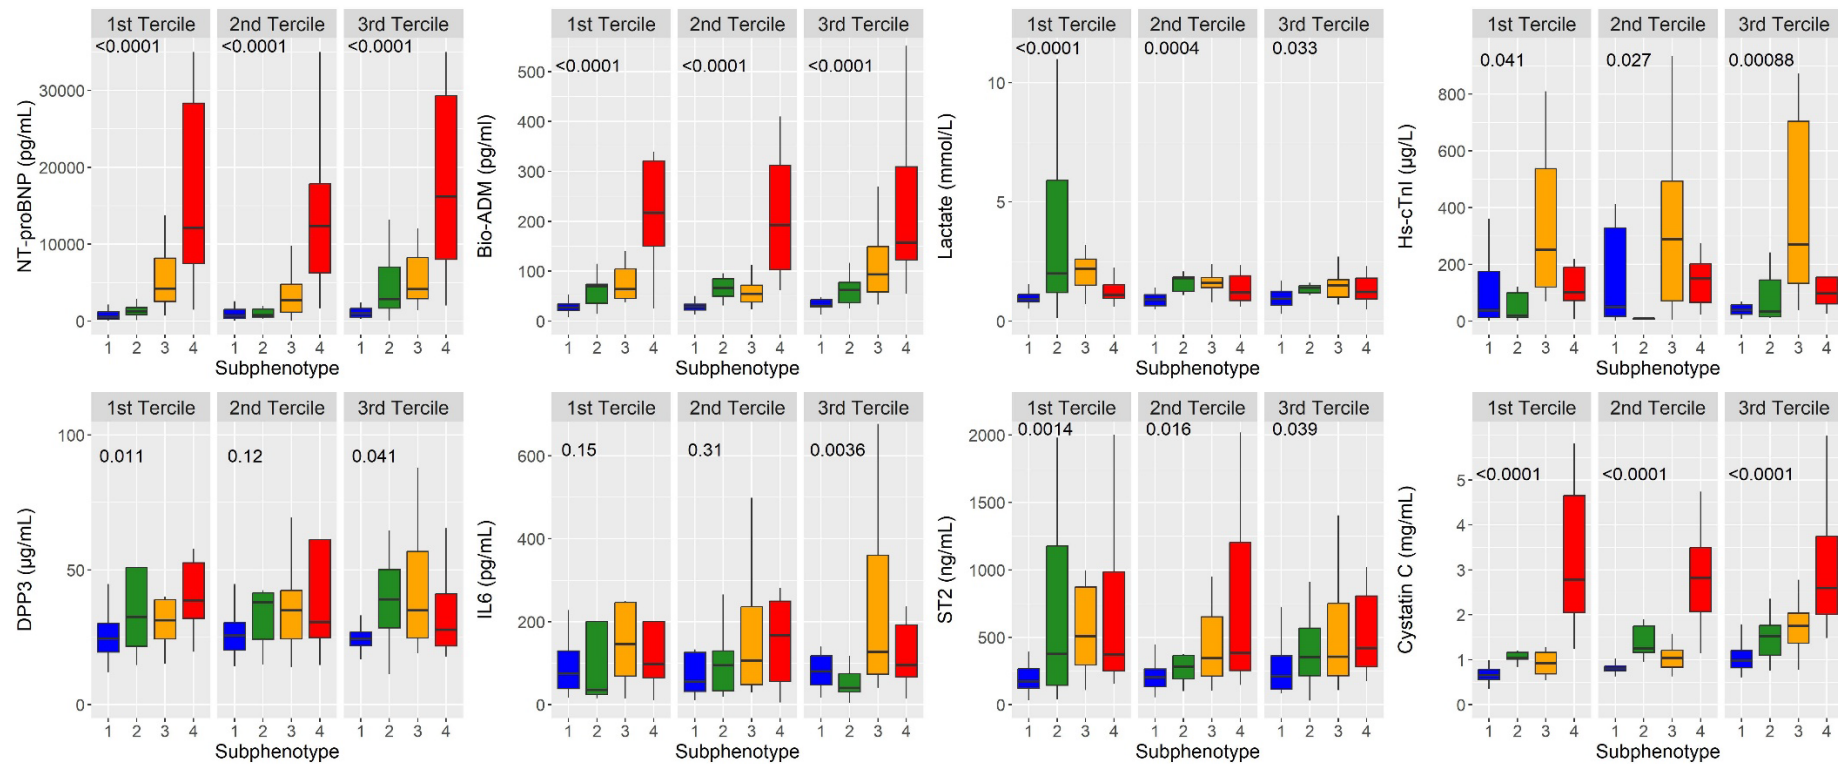 1st Tercile 2nd Tercile 3rd Tercile
<0.0001 <0.0001 <0.0001
NT-proBNP (pg/mL)
30000
20000
10000
0
1 2 3 4 1 2 3 4 1 2 3 4
Subphenotype
1st Tercile 2nd Tercile 3rd Tercile
<0.0001 <0.0001 <0.0001
Bio-ADM (pg/ml)
500
400
300
200
100
0
1 2 3 4 1 2 3 4 1 2 3 4
Subphenotype
1st Tercile 2nd Tercile 3rd Tercile
<0.0001 0.0004 0.033
Lactate (mmol/L)
10
5
0
1 2 3 4 1 2 3 4 1 2 3 4
Subphenotype
1st Tercile 2nd Tercile 3rd Tercile
0.041 0.027 0.00088
Hs-cTnI (µg/L)
800
600
400
200
0
1 2 3 4 1 2 3 4 1 2 3 4
Subphenotype
1st Tercile 2nd Tercile 3rd Tercile
0.011 0.12 0.041
DPP3 (µg/mL)
100
50
0
1 2 3 4 1 2 3 4 1 2 3 4
Subphenotype
1st Tercile 2nd Tercile 3rd Tercile
0.15 0.31 0.0036
IL6 (pg/mL)
600
400
200
0
1 2 3 4 1 2 3 4 1 2 3 4
Subphenotype
1st Tercile 2nd Tercile 3rd Tercile
0.0014 0.016 0.039
ST2 (ng/mL)
2000
1500
1000
500
0
1 2 3 4 1 2 3 4 1 2 3 4
Subphenotype
1st Tercile 2nd Tercile 3rd Tercile
<0.0001 <0.0001 <0.0001
Cystatin C (mg/mL)
5
4
3
2
1
0
1 2 3 4 1 2 3 4 1 2 3 4
Subphenotype